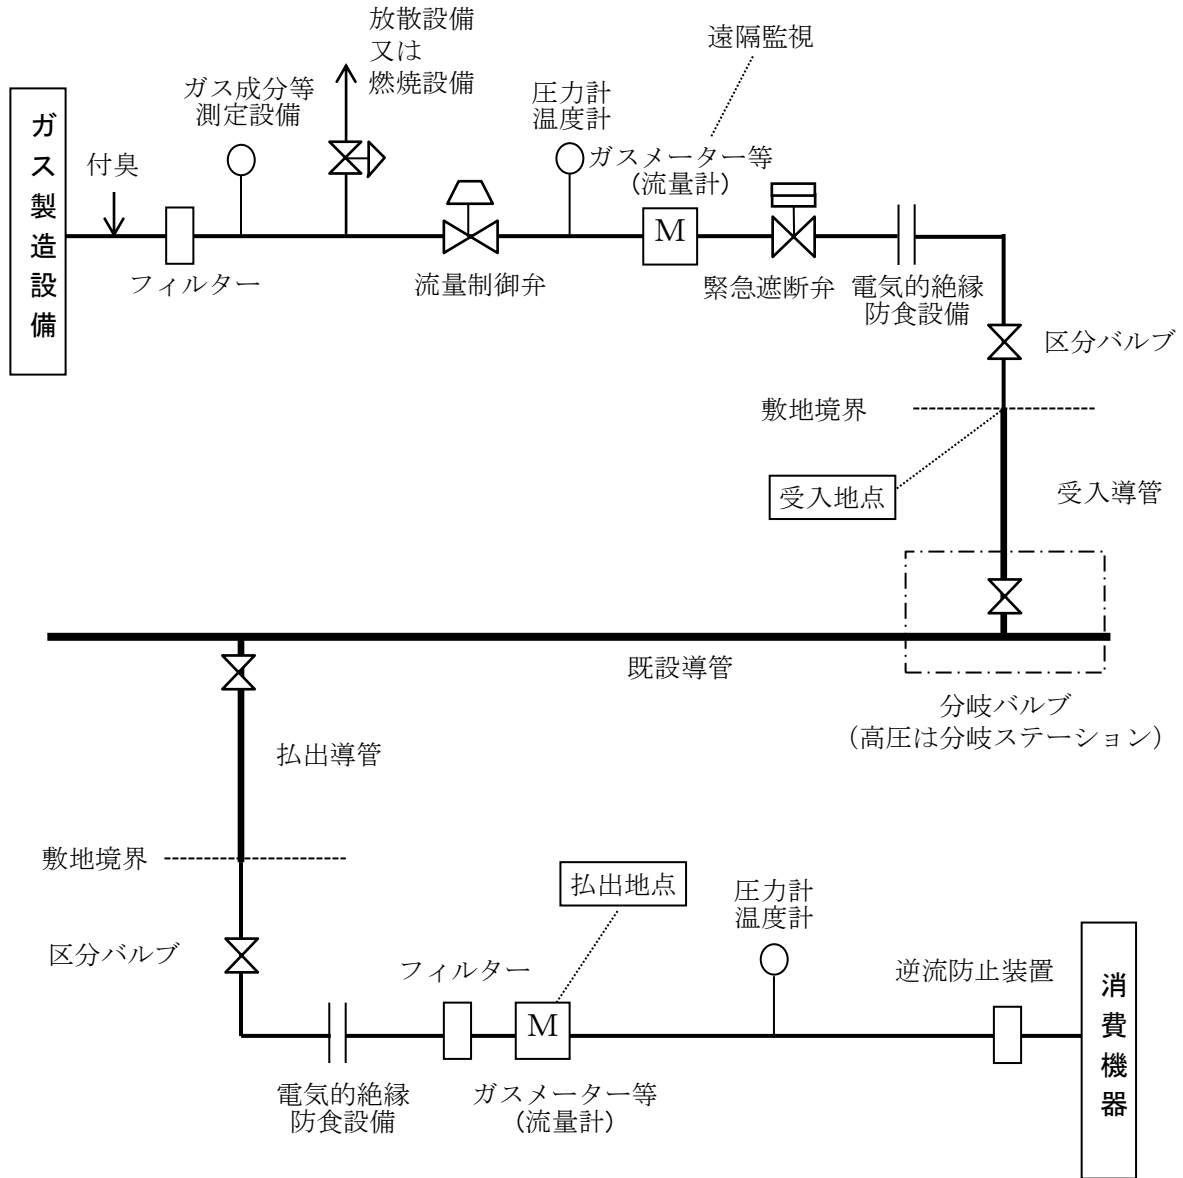 放散設備
又は
燃焼設備
遠隔監視
ガス成分等
測定設備
圧力計
温度計
ガス製造設備
付臭
ガスメーター等
(流量計)
M
フィルター
流量制御弁
緊急遮断弁
電気的絶縁
防食設備
区分バルブ
敷地境界
受入地点
受入導管
既設導管
分岐バルブ
（高圧は分岐ステーション）
払出導管
敷地境界
払出地点
圧力計
温度計
区分バルブ
フィルター
逆流防止装置
消費機器
M
電気的絶縁
防食設備
ガスメーター等
(流量計)